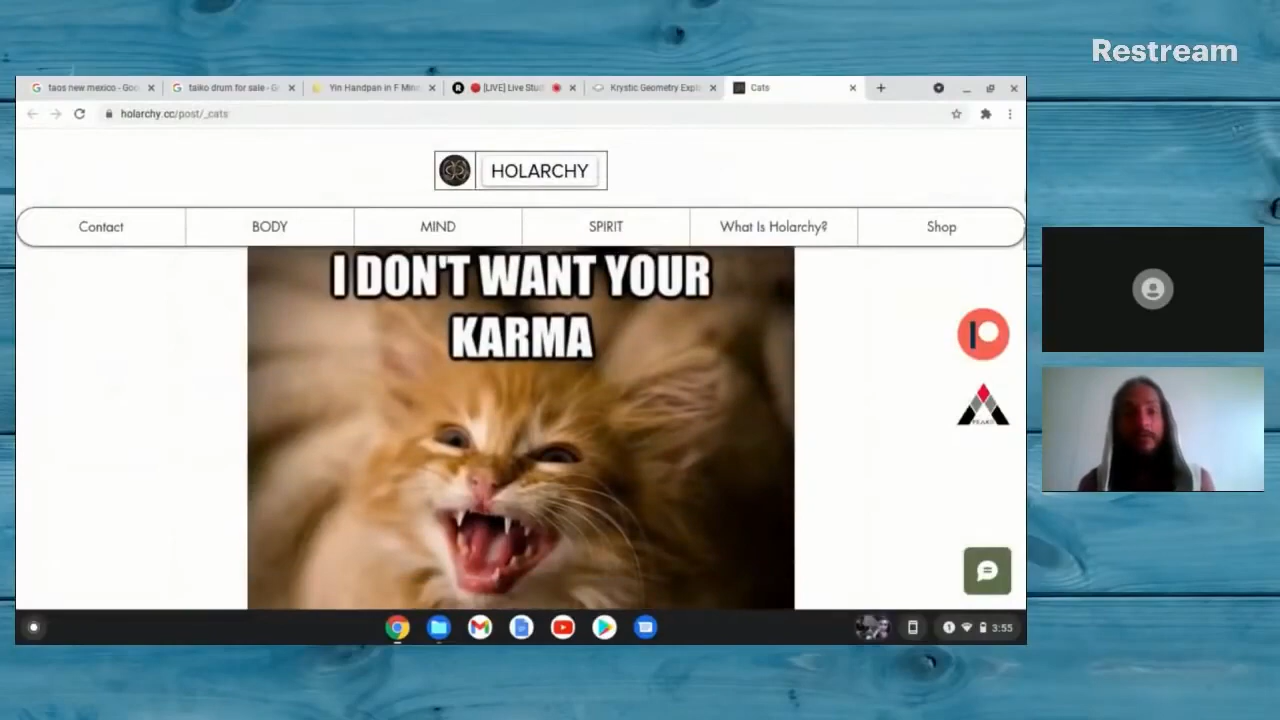 Restream
taos new mexico - Goo
taiko drum for sale - G
Yin Handpan in F Min
[LIVE] Live Stud
Krystic Geometry Expl
Cats
holarchy.cc/post/_cats
HOLARCHY
Contact
BODY
MIND
SPIRIT
What Is Holarchy?
Shop
I DON'T WANT YOUR
KARMA
1
3:55